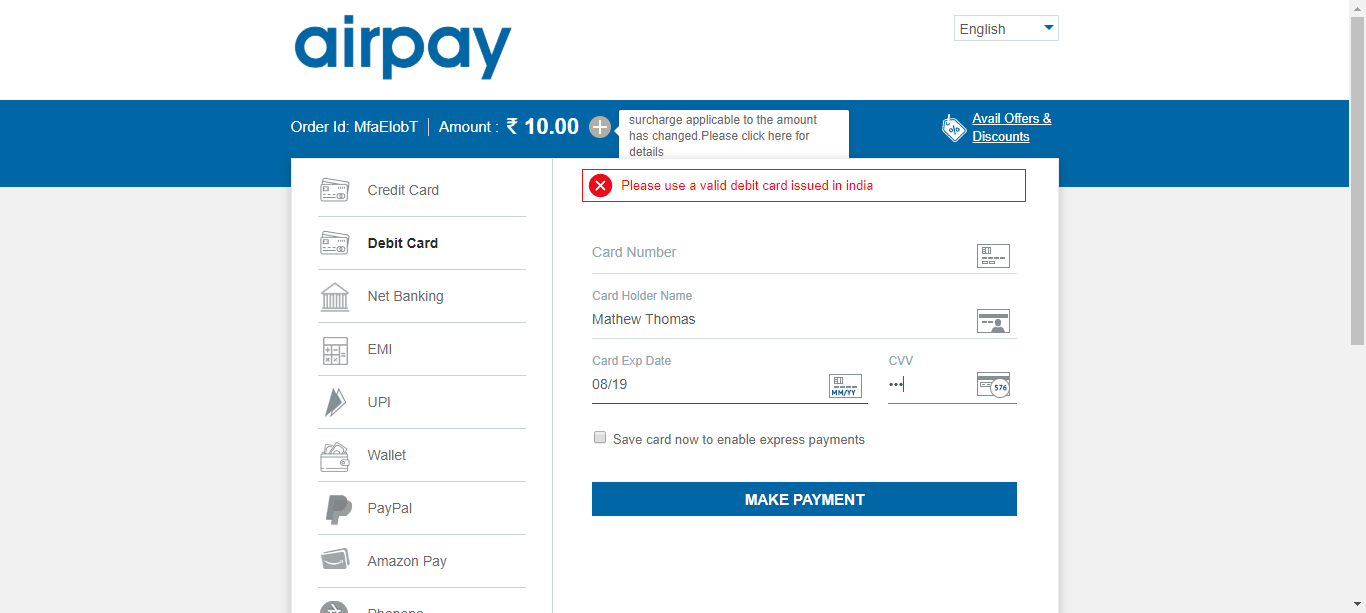 airpay
English
Order Id: MfaElobT
Amount : ₹ 10.00
surcharge applicable to the amount
has changed.Please click here for
details
Avail Offers &
Discounts
Credit Card
Debit Card
Net Banking
EMI
UPI
Wallet
PayPal
Amazon Pay
Phonepe
Please use a valid debit card issued in india
Card Number
Card Holder Name
Mathew Thomas
Card Exp Date
08/19
MM/YY
CVV
•••
576
Save card now to enable express payments
MAKE PAYMENT